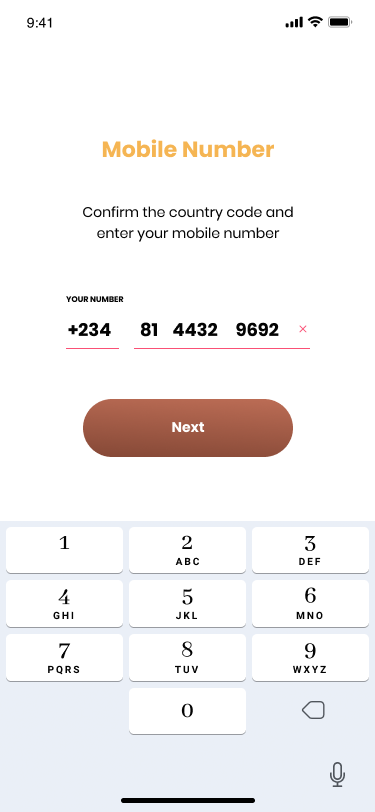 9:41
Mobile Number
Confirm the country code and
enter your mobile number
YOUR NUMBER
+234 81 4432 9692 ×
Next
1 2 3
ABC DEF
4 5 6
GHI JKL MNO
7 8 9
PQRS TUV WXYZ
0